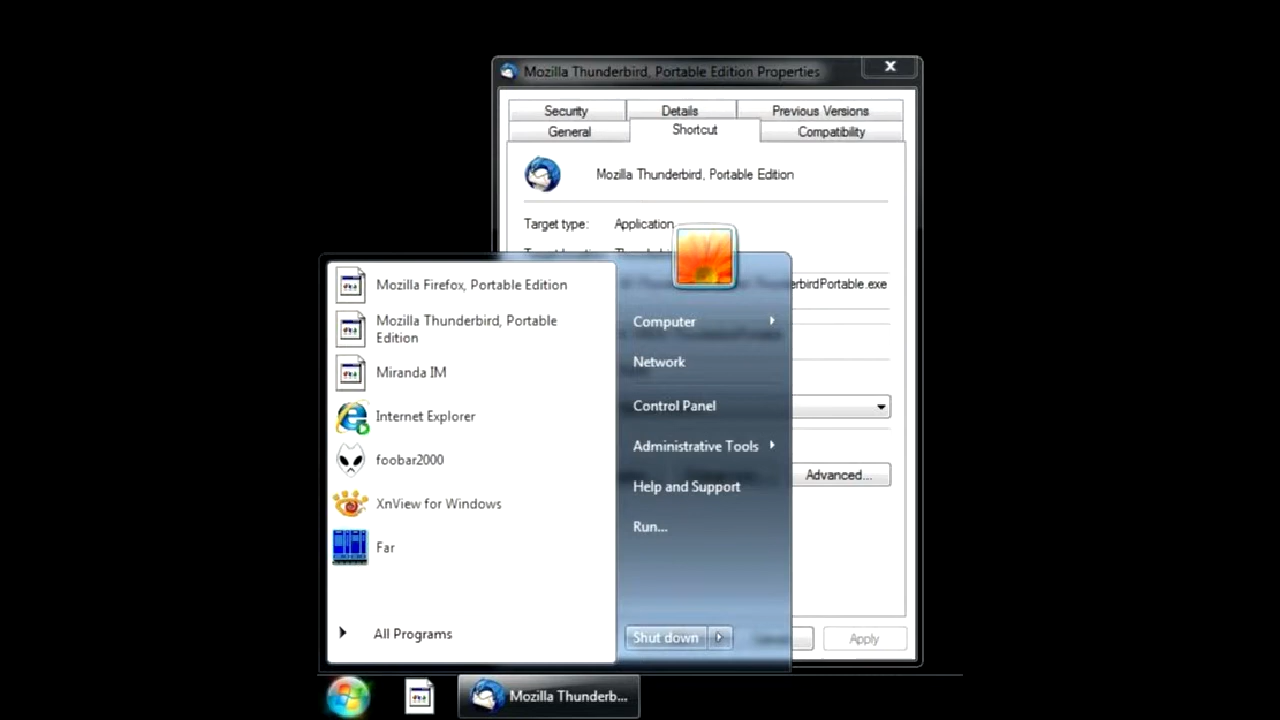 Mozilla Thunderbird, Portable Edition Properties
Security
Details
Previous Versions
General
Shortcut
Compatibility
Mozilla Thunderbird, Portable Edition
Target type:
Application
erbirdPortable.exe
Mozilla Firefox, Portable Edition
Mozilla Thunderbird, Portable
Edition
Miranda IM
Internet Explorer
foobar2000
XnView for Windows
Far
All Programs
Computer
Network
Control Panel
Administrative Tools
Help and Support
Run...
Shut down
Advanced...
Apply
Mozilla Thunderb...